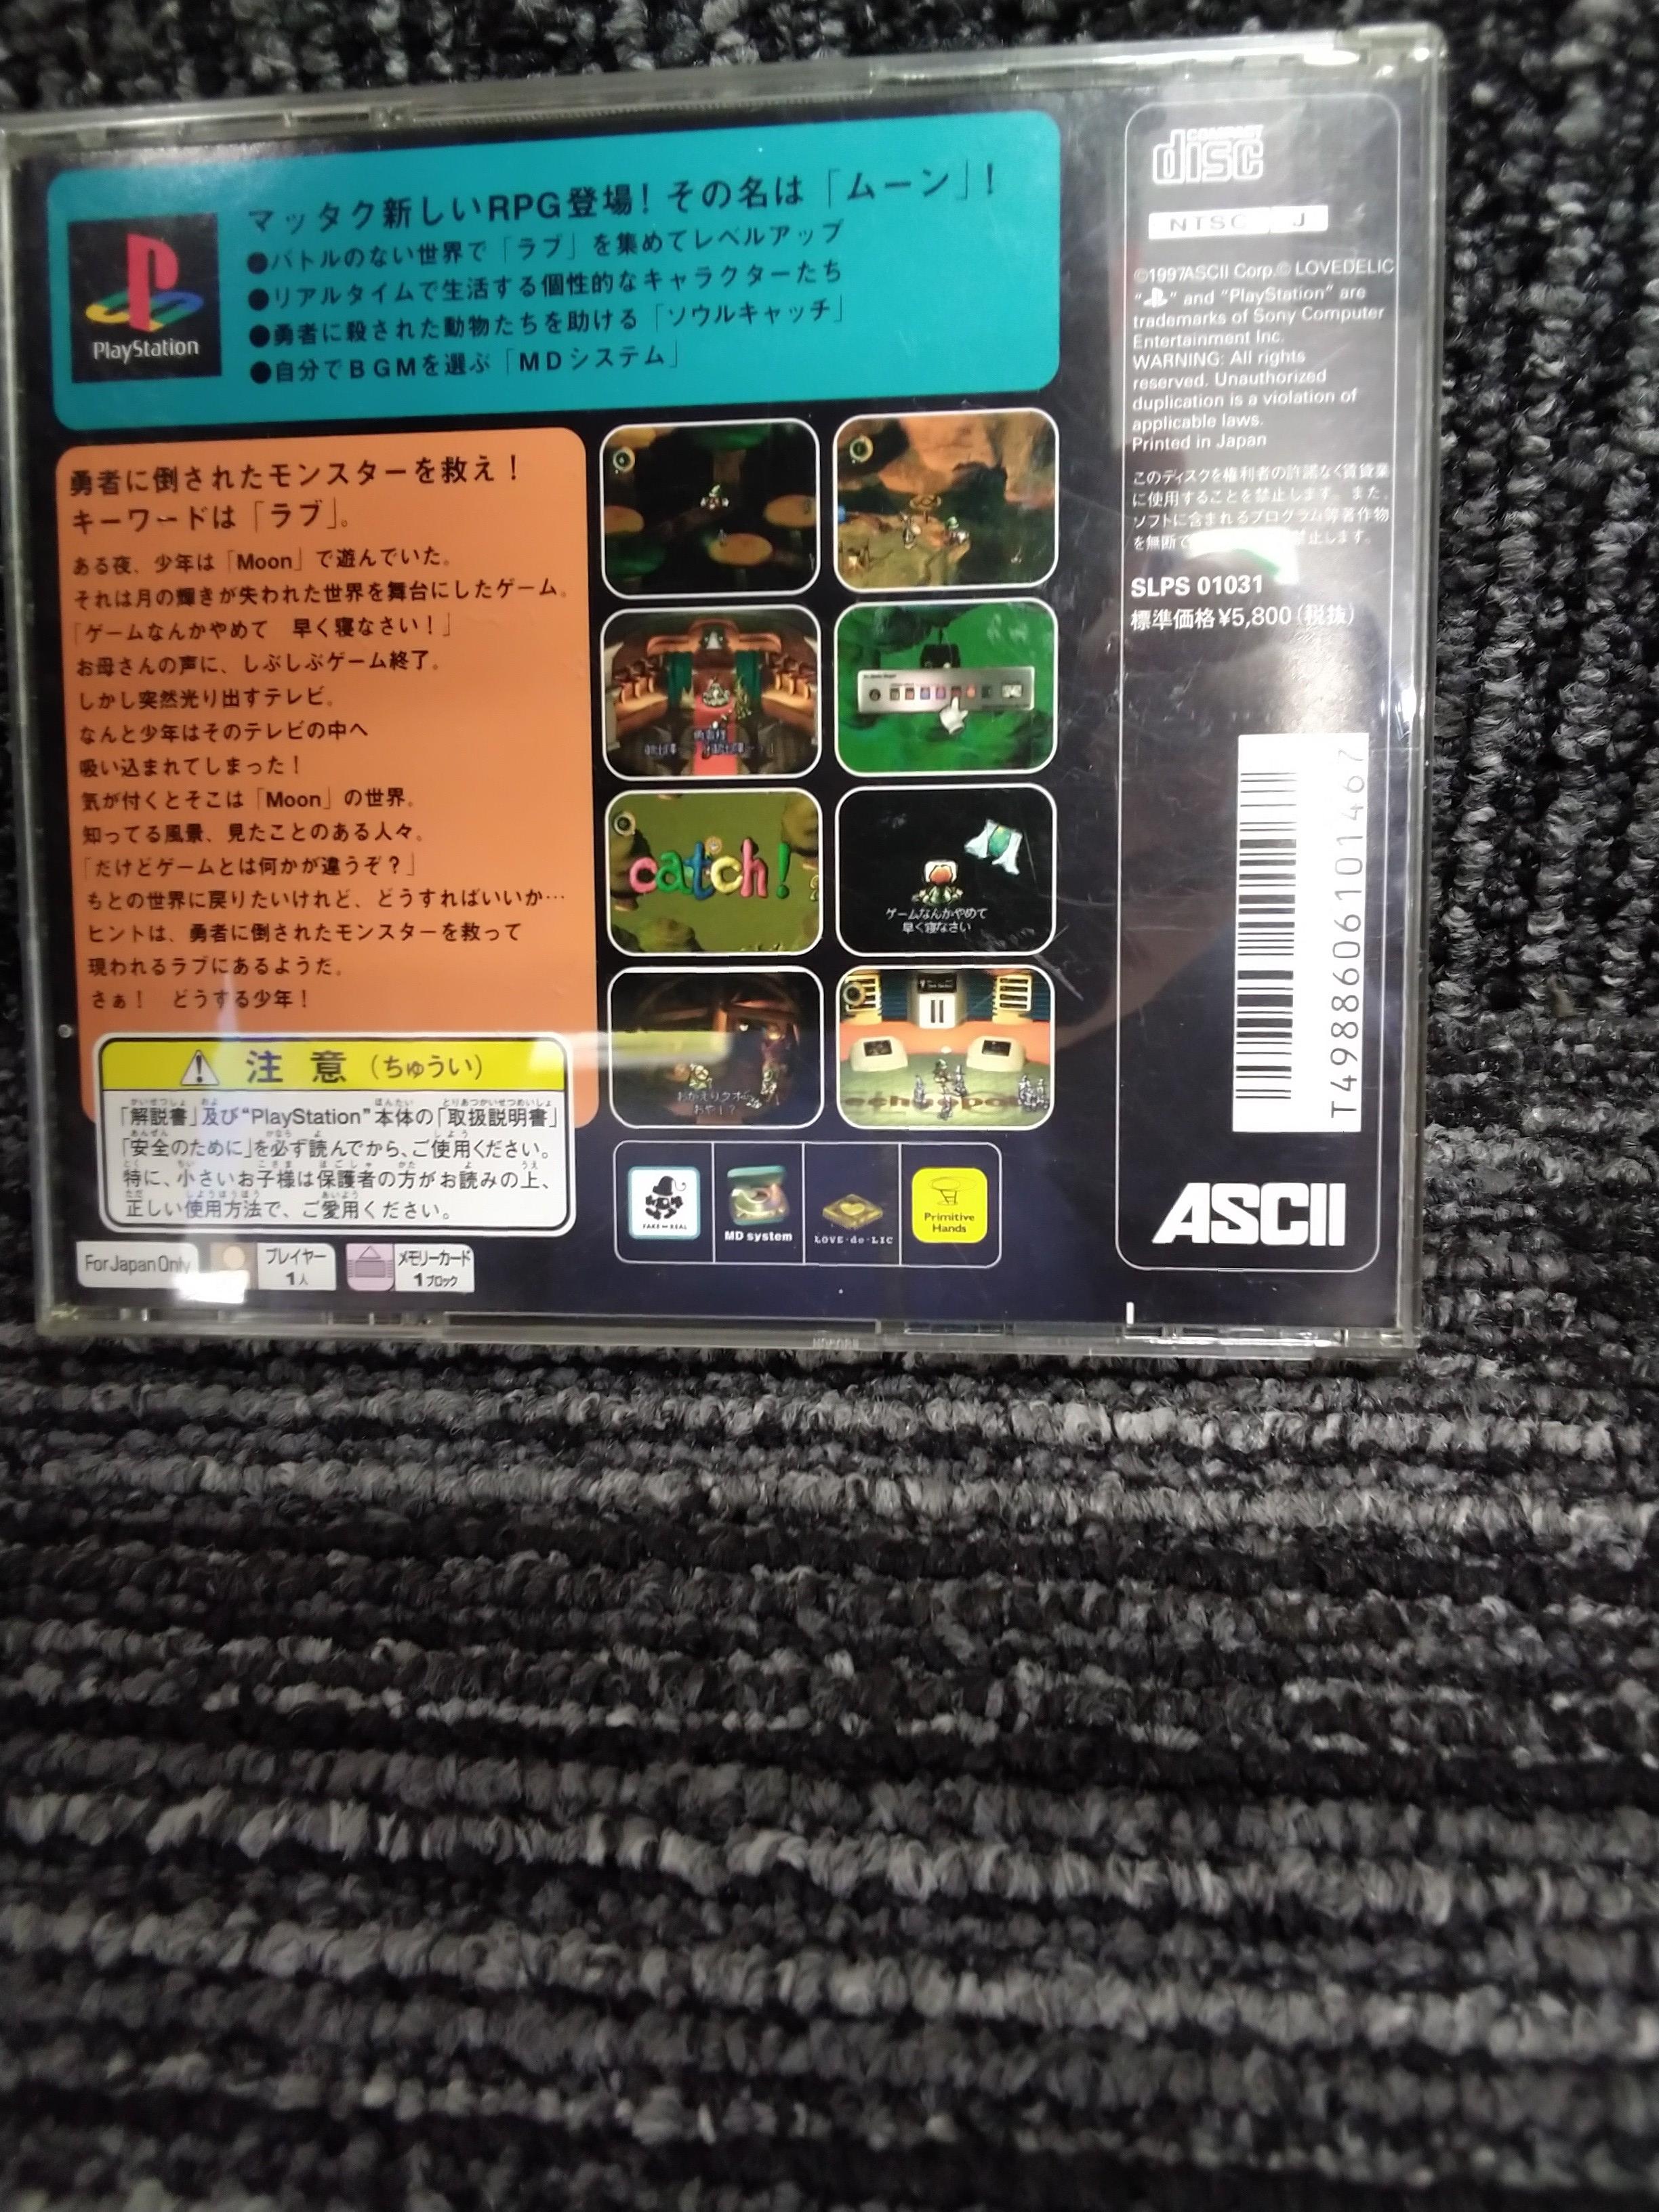 PlayStation
マッタク新しいRPG登場！その名は「ムーン」！
●バトルのない世界で「ラブ」を集めてレベルアップ
●リアルタイムで生活する個性的なキャラクターたち
●勇者に殺された動物たちを助ける「ソウルキャッチ」
●自分でBGMを選ぶ「MDシステム」
勇者に倒されたモンスターを救え！
キーワードは「ラブ」。
ある夜、少年は「Moon」で遊んでいた。
それは月の輝きが失われた世界を舞台にしたゲーム。
「ゲームなんかやめて　早く寝なさい！」
お母さんの声に、しぶしぶゲーム終了。
しかし突然光り出すテレビ。
なんと少年はそのテレビの中へ
吸い込まれてしまった！
気が付くとそこは「Moon」の世界。
知ってる風景、見たことのある人々。
「だけどゲームとは何かが違うぞ？」
もとの世界に戻りたいけれど、どうすればいいか…
ヒントは、勇者に倒されたモンスターを救って
現われるラブにあるようだ。
さぁ！　どうする少年！
catch!
ゲームなんかやめて
早く寝なさい
注意（ちゅうい）
「解説書」及び“PlayStation”本体の「取扱説明書」
「安全のために」を必ず読んでから、ご使用ください。
特に、小さいお子様は保護者の方がお読みの上、
正しい使用方法で、ご愛用ください。
For Japan Only
プレイヤー
1人
メモリーカード
1ブロック
FAKE REAL
MD system
LOVE-de-LIC
Primitive
Hands
COMPACT
disc
NTSC J
©1997ASCII Corp.© LOVEDELIC
“ ” and “PlayStation” are
trademarks of Sony Computer
Entertainment Inc.
WARNING: All rights
reserved. Unauthorized
duplication is a violation of
applicable laws.
Printed in Japan
このディスクを権利者の許諾なく賃貸業
に使用することを禁止します。また、
ソフトに含まれるプログラム等著作物
を無断で 禁止します。
SLPS 01031
標準価格¥5,800（税抜）
T4988606101467
ASCII